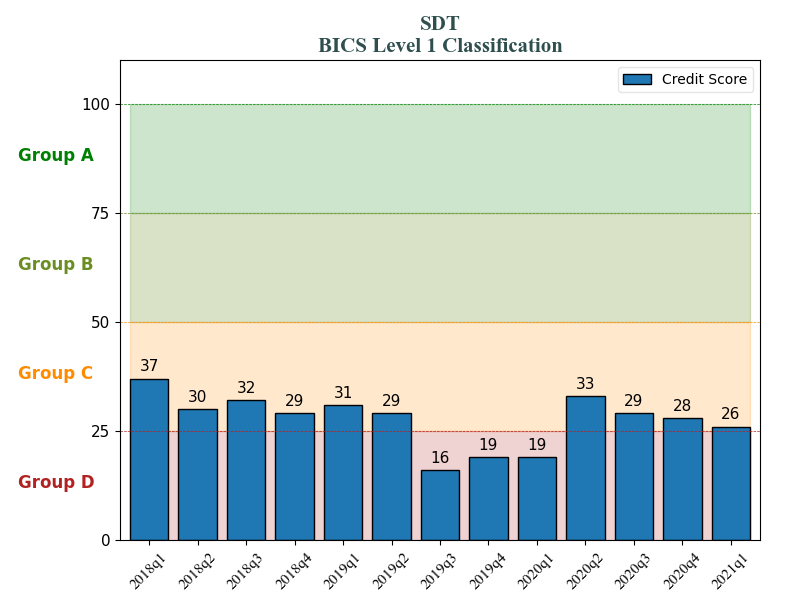 SDT
BICS Level 1 Classification
Credit Score
100
Group A
75
Group B
50
Group C
25
Group D
0
37
30
32
29
31
29
16
19
19
33
29
28
26
2018q1
2018q2
2018q3
2018q4
2019q1
2019q2
2019q3
2019q4
2020q1
2020q2
2020q3
2020q4
2021q1